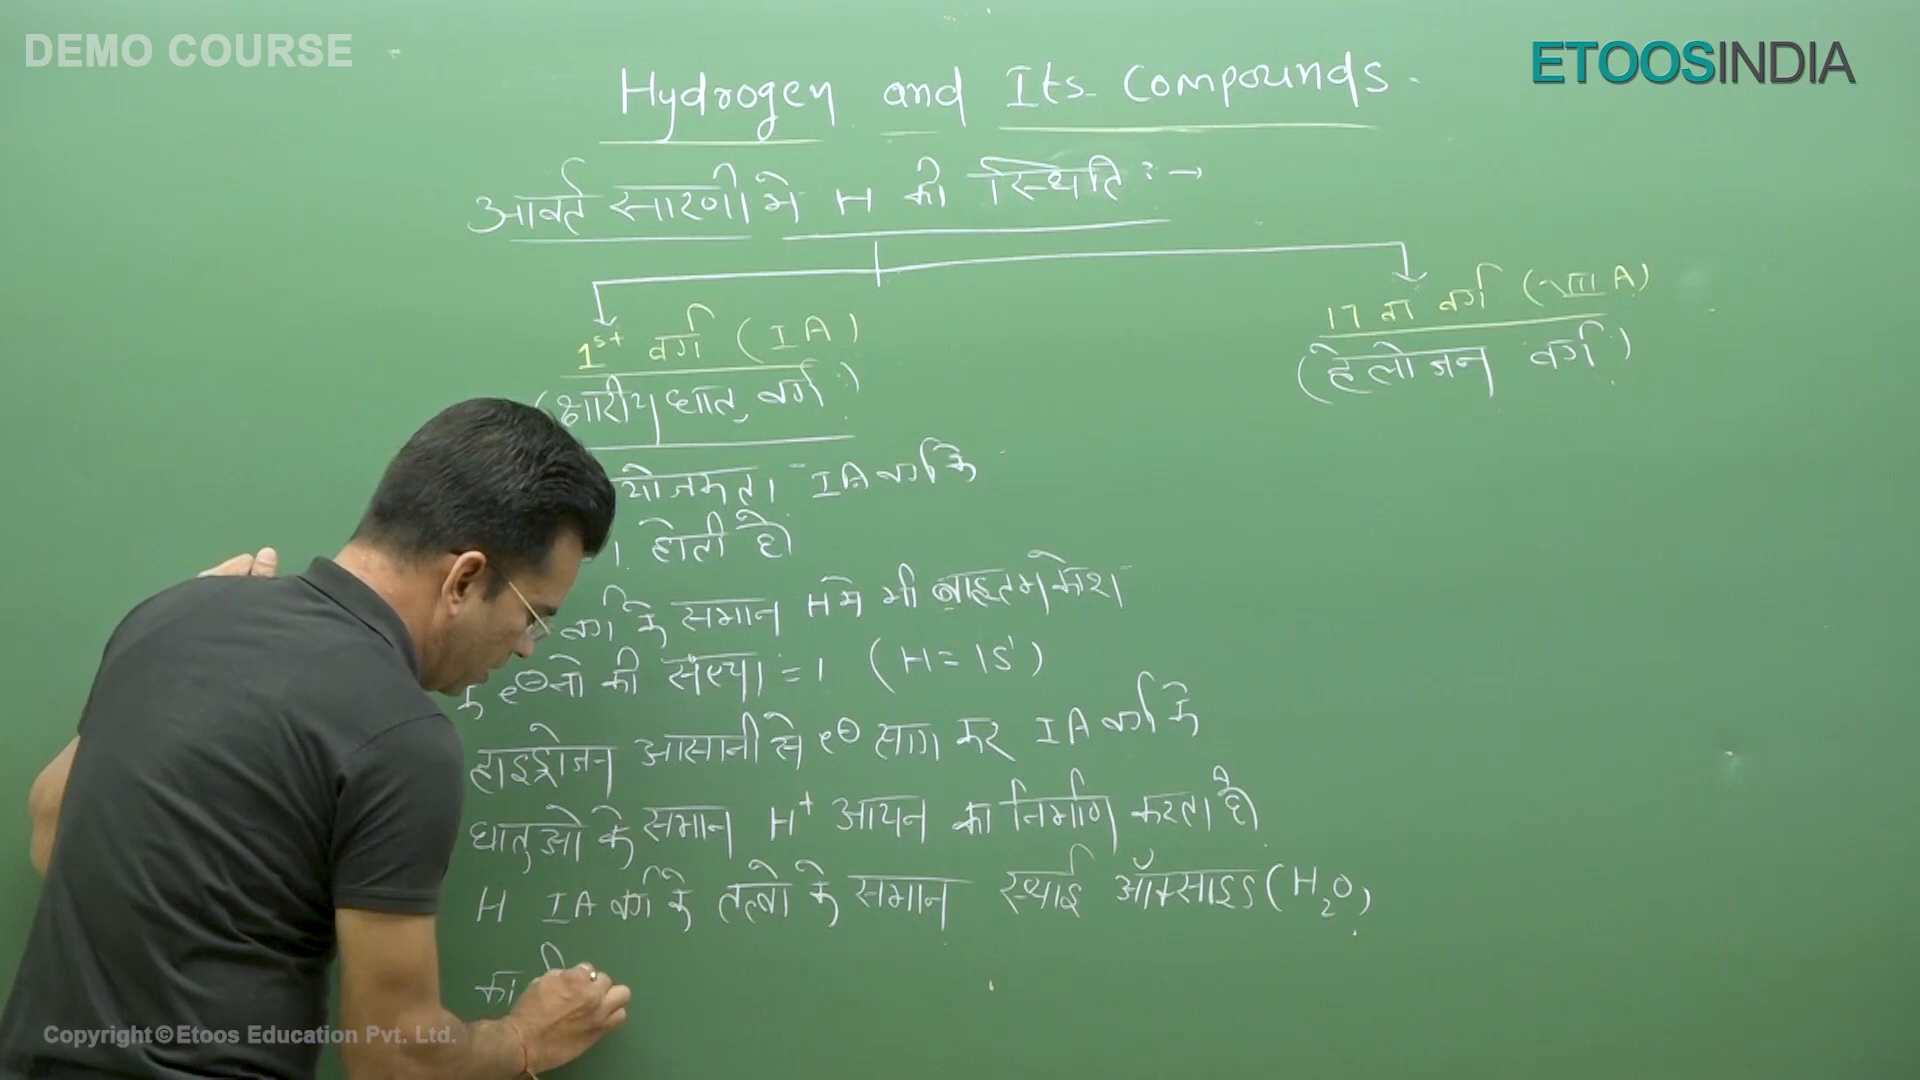 DEMO COURSE
ETOOSINDIA
Hydrogen and Its Compounds.
आवर्त सारणी मे H की स्थिति :→
1st वर्ग (IA)
(क्षारीय धातु वर्ग)
17 वा वर्ग (VIIA)
(हेलोजन वर्ग)
IA वर्ग के
होती है।
वर्ग के समान H मे भी बाह्यतम कोश
के e⊖नो की संख्या = 1 (H = 1S¹)
हाइड्रोजन आसानी से e⊖ त्याग कर IA वर्ग के
धातुओ के समान H⁺ आयन का निर्माण करता है।
H IA वर्ग के तत्वो के समान स्थाई ऑक्साइड (H₂O)
का
Copyright © Etoos Education Pvt. Ltd.